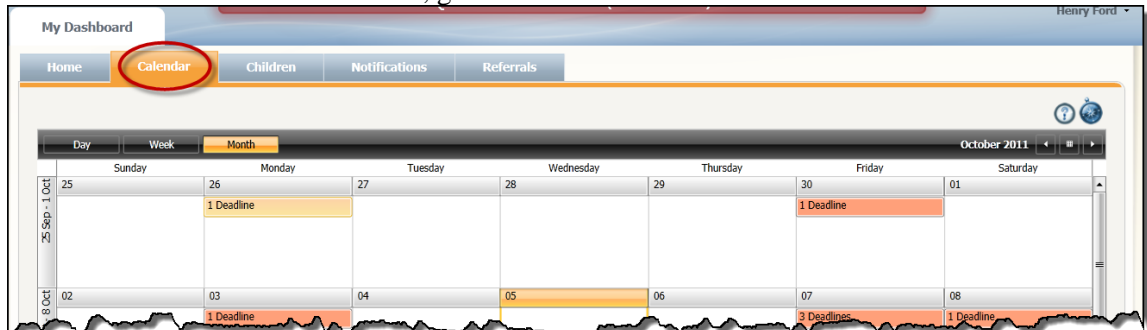 Henry Ford
My Dashboard
Home Calendar Children Notifications Referrals
Day Week Month October 2011
Sunday Monday Tuesday Wednesday Thursday Friday Saturday
25 Sep - 1 Oct
25 26 27 28 29 30 01
1 Deadline 1 Deadline
8 Oct
02 03 04 05 06 07 08
1 Deadline 3 Deadlines 1 Deadline